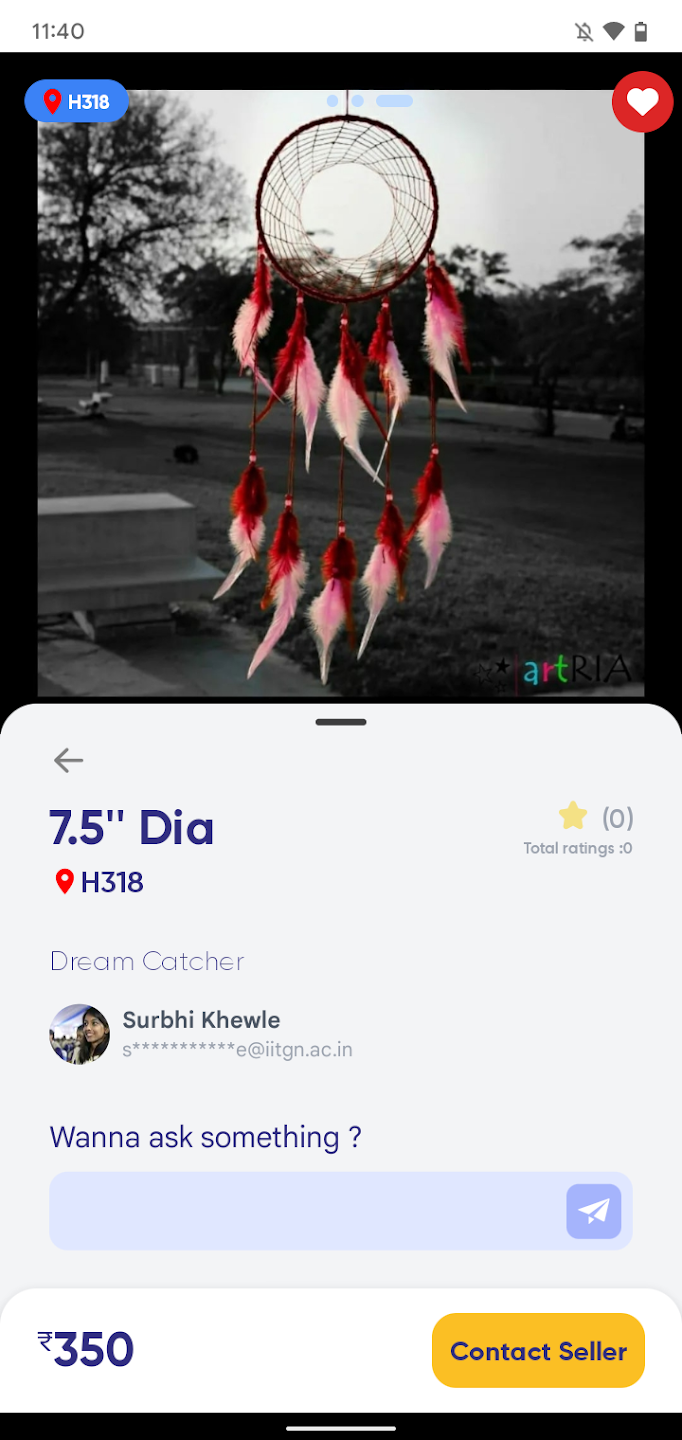 11:40
H318
artRIA
7.5'' Dia
(0)
Total ratings :0
H318
Dream Catcher
Surbhi Khewle
s***********e@iitgn.ac.in
Wanna ask something ?
₹350
Contact Seller